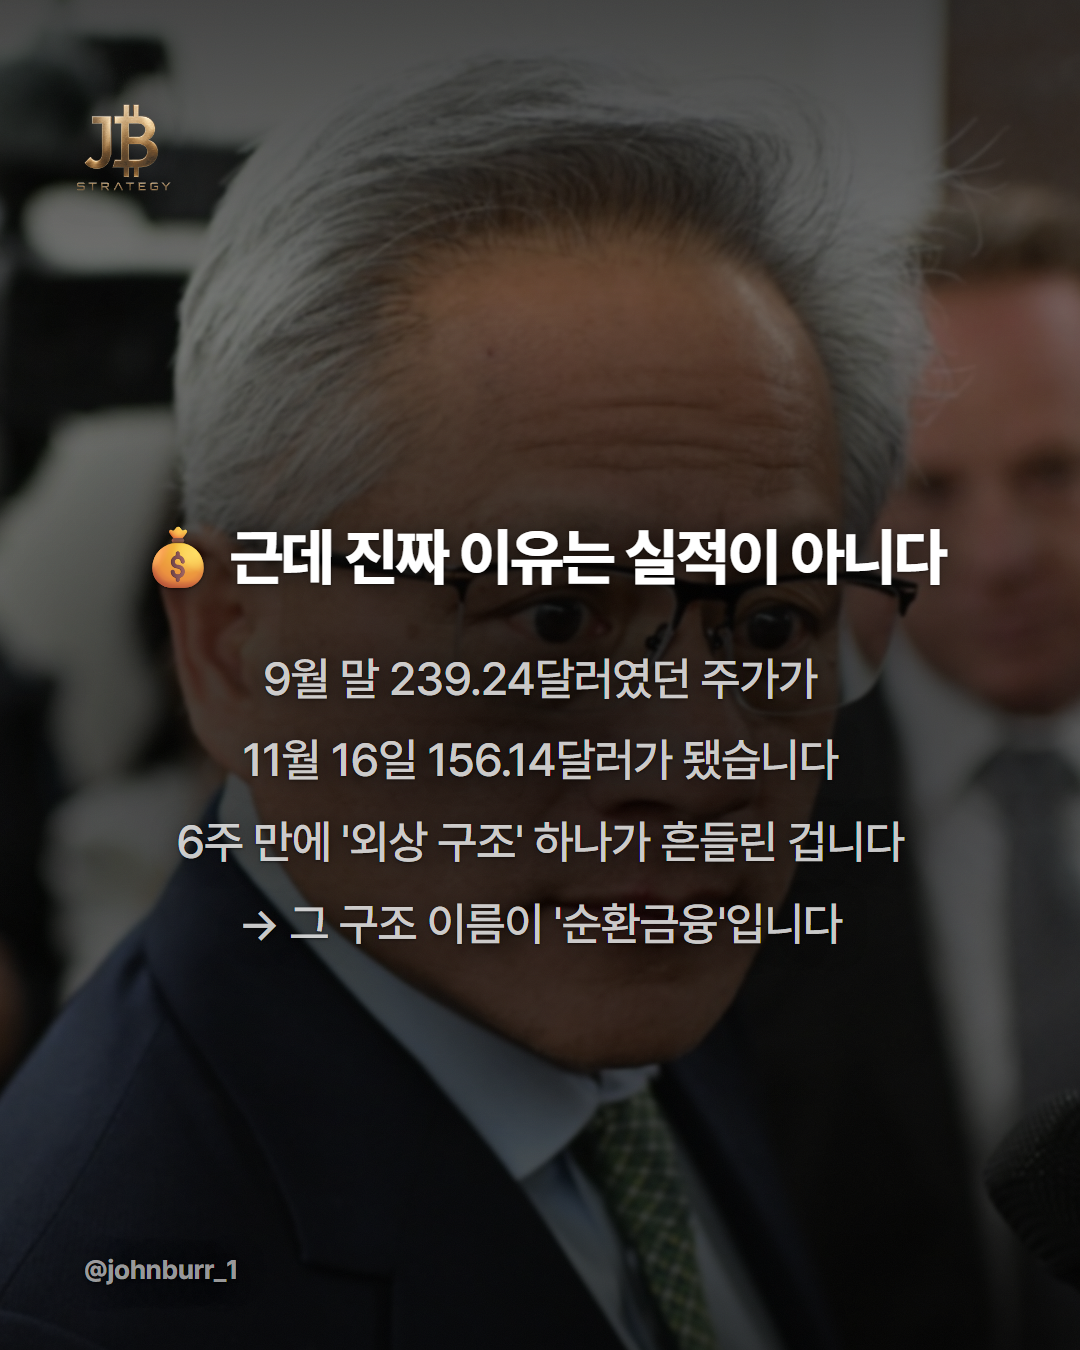 JB
STRATEGY
💰 근데 진짜 이유는 실적이 아니다
9월 말 239.24달러였던 주가가
11월 16일 156.14달러가 됐습니다
6주 만에 '외상 구조' 하나가 흔들린 겁니다
→ 그 구조 이름이 '순환금융'입니다
@johnburr_1